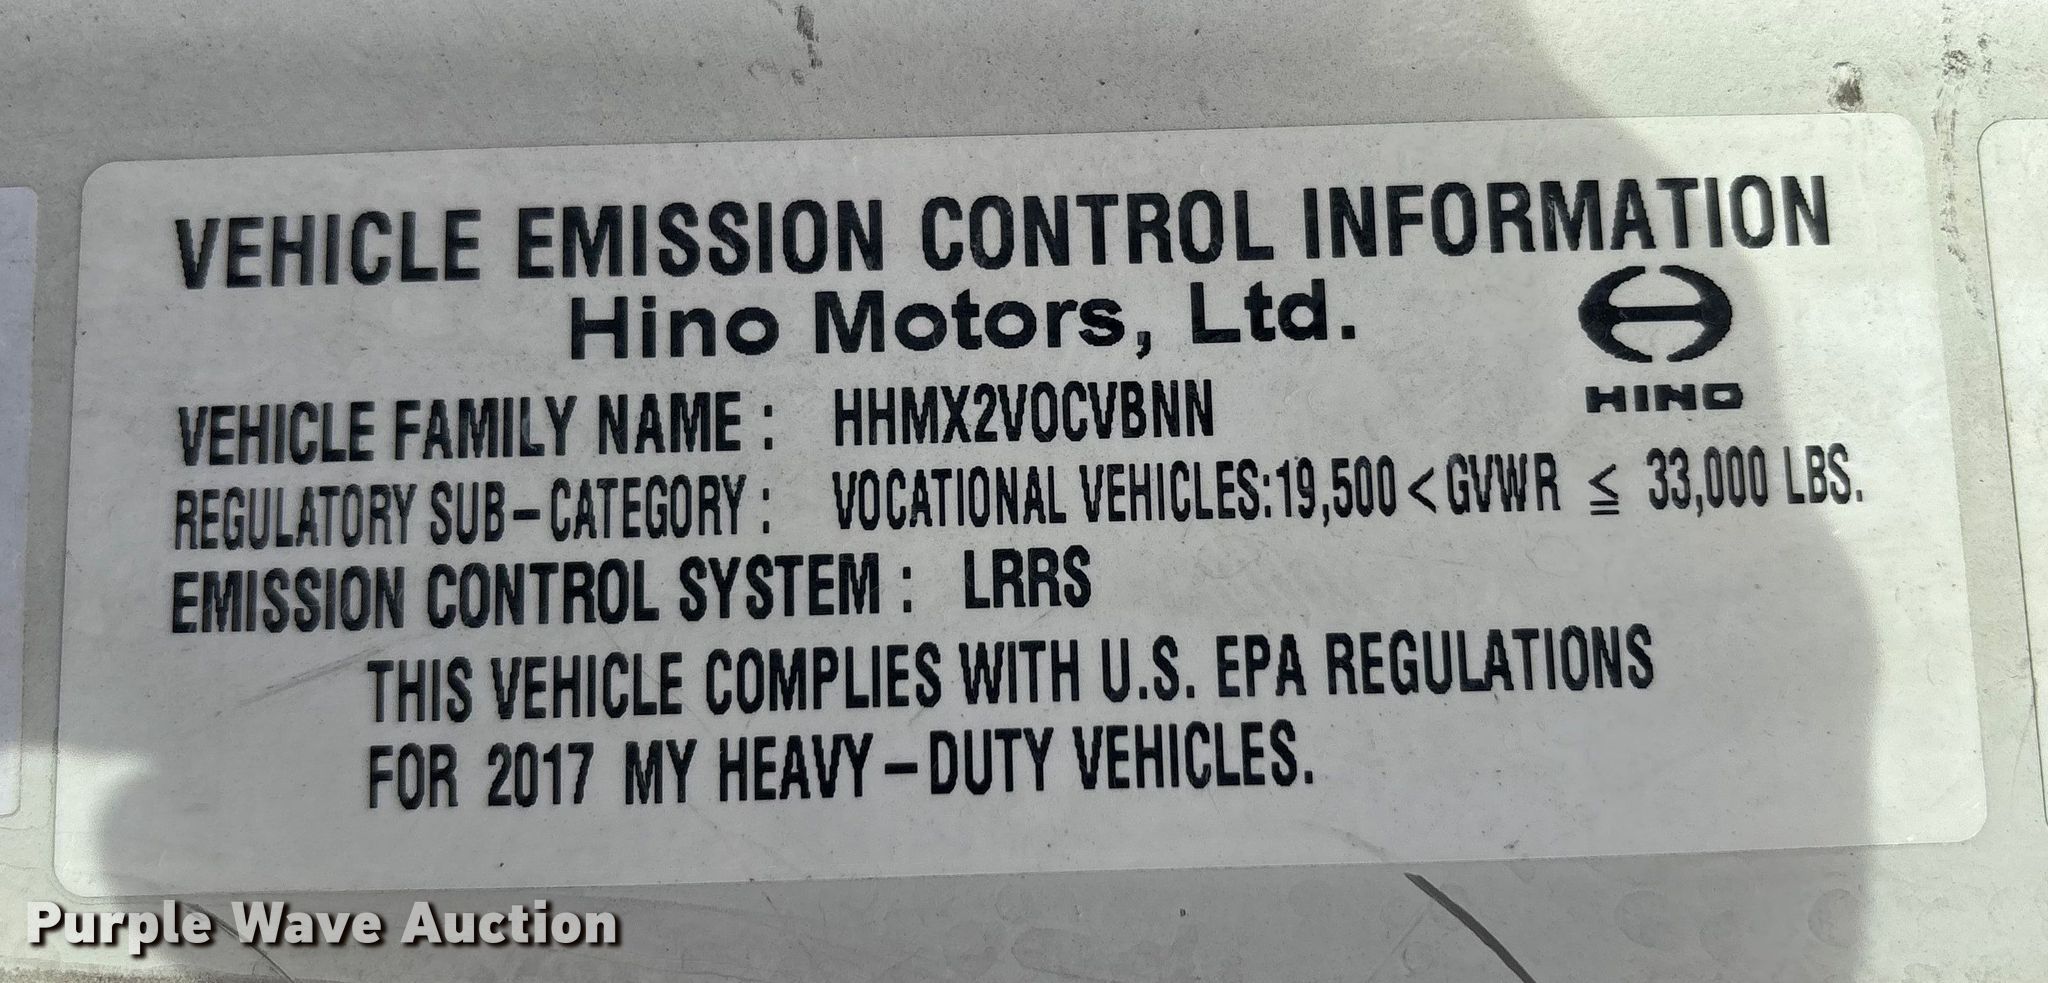 VEHICLE EMISSION CONTROL INFORMATION
Hino Motors, Ltd.
HINO
VEHICLE FAMILY NAME : HHMX2VOCVBNN
REGULATORY SUB-CATEGORY : VOCATIONAL VEHICLES:19,500 < GVWR ≦ 33,000 LBS.
EMISSION CONTROL SYSTEM : LRRS
THIS VEHICLE COMPLIES WITH U.S. EPA REGULATIONS
FOR 2017 MY HEAVY-DUTY VEHICLES.
Purple Wave Auction